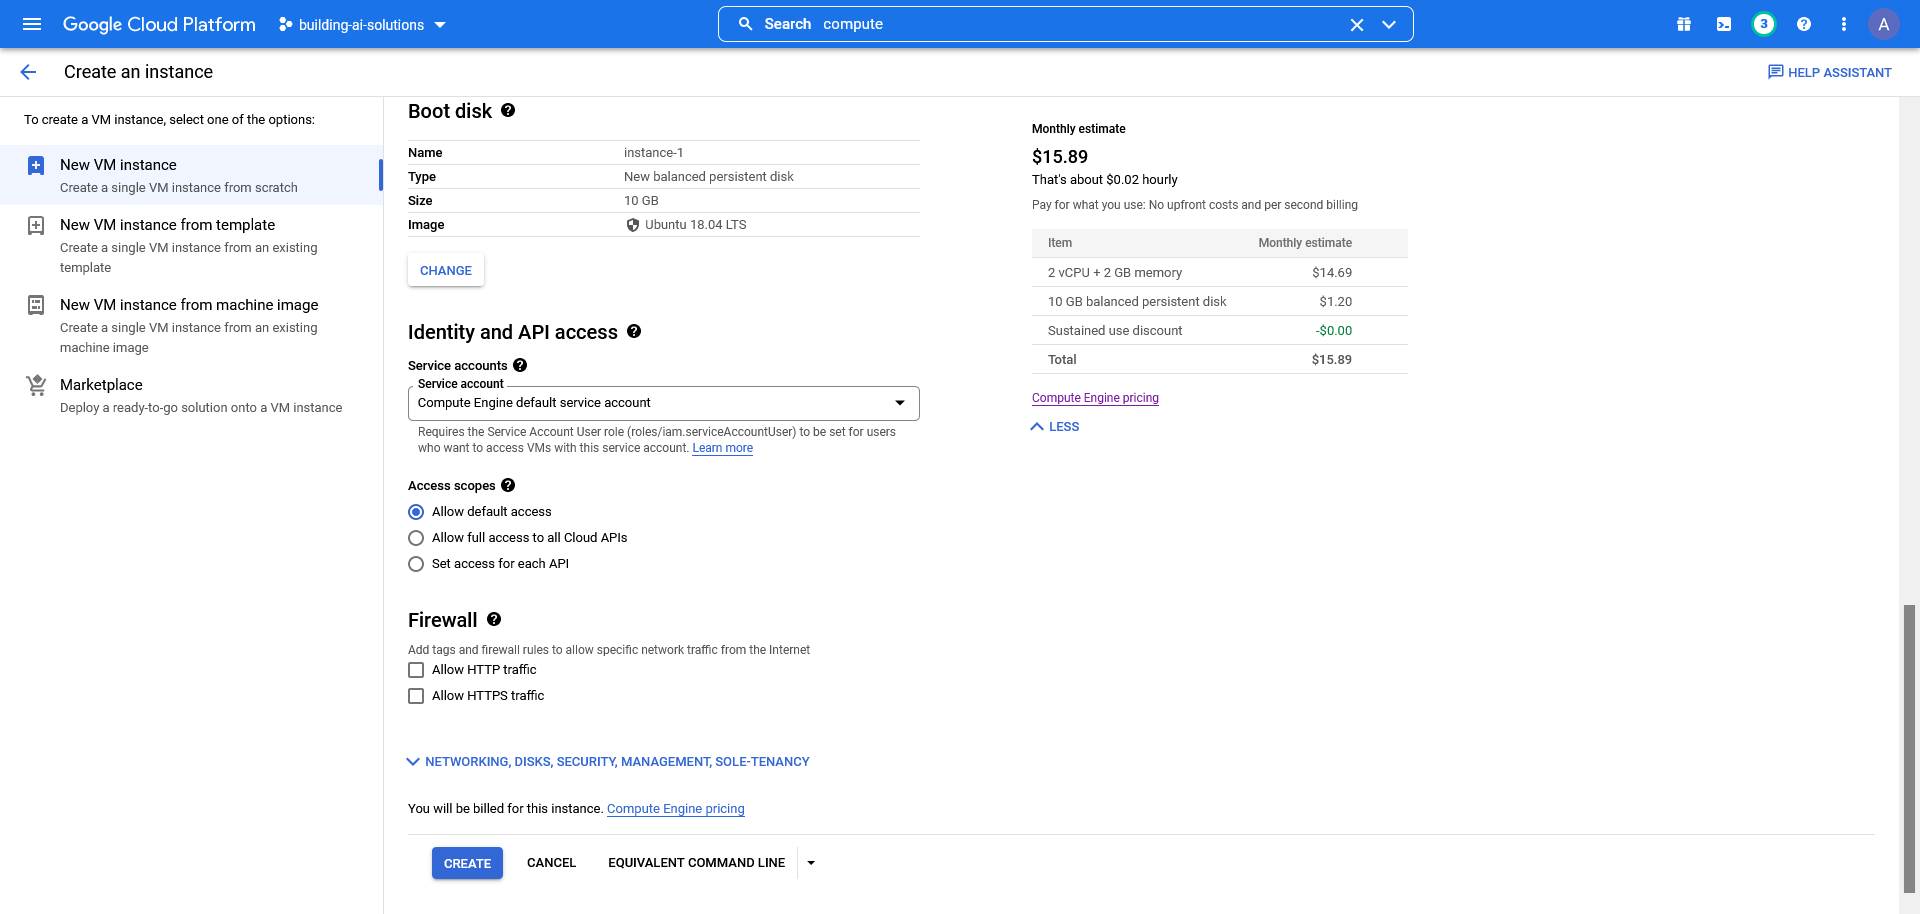 Google Cloud Platform
building-ai-solutions
Search compute
3
A
Create an instance
HELP ASSISTANT
To create a VM instance, select one of the options:
New VM instance
Create a single VM instance from scratch
New VM instance from template
Create a single VM instance from an existing
template
New VM instance from machine image
Create a single VM instance from an existing
machine image
Marketplace
Deploy a ready-to-go solution onto a VM instance
Boot disk
Name instance-1
Type New balanced persistent disk
Size 10 GB
Image Ubuntu 18.04 LTS
CHANGE
Identity and API access
Service accounts
Service account
Compute Engine default service account
Requires the Service Account User role (roles/iam.serviceAccountUser) to be set for users
who want to access VMs with this service account. Learn more
Access scopes
Allow default access
Allow full access to all Cloud APIs
Set access for each API
Firewall
Add tags and firewall rules to allow specific network traffic from the Internet
Allow HTTP traffic
Allow HTTPS traffic
NETWORKING, DISKS, SECURITY, MANAGEMENT, SOLE-TENANCY
You will be billed for this instance. Compute Engine pricing
CREATE CANCEL EQUIVALENT COMMAND LINE
Monthly estimate
$15.89
That's about $0.02 hourly
Pay for what you use: No upfront costs and per second billing
Item Monthly estimate
2 vCPU + 2 GB memory $14.69
10 GB balanced persistent disk $1.20
Sustained use discount -$0.00
Total $15.89
Compute Engine pricing
LESS